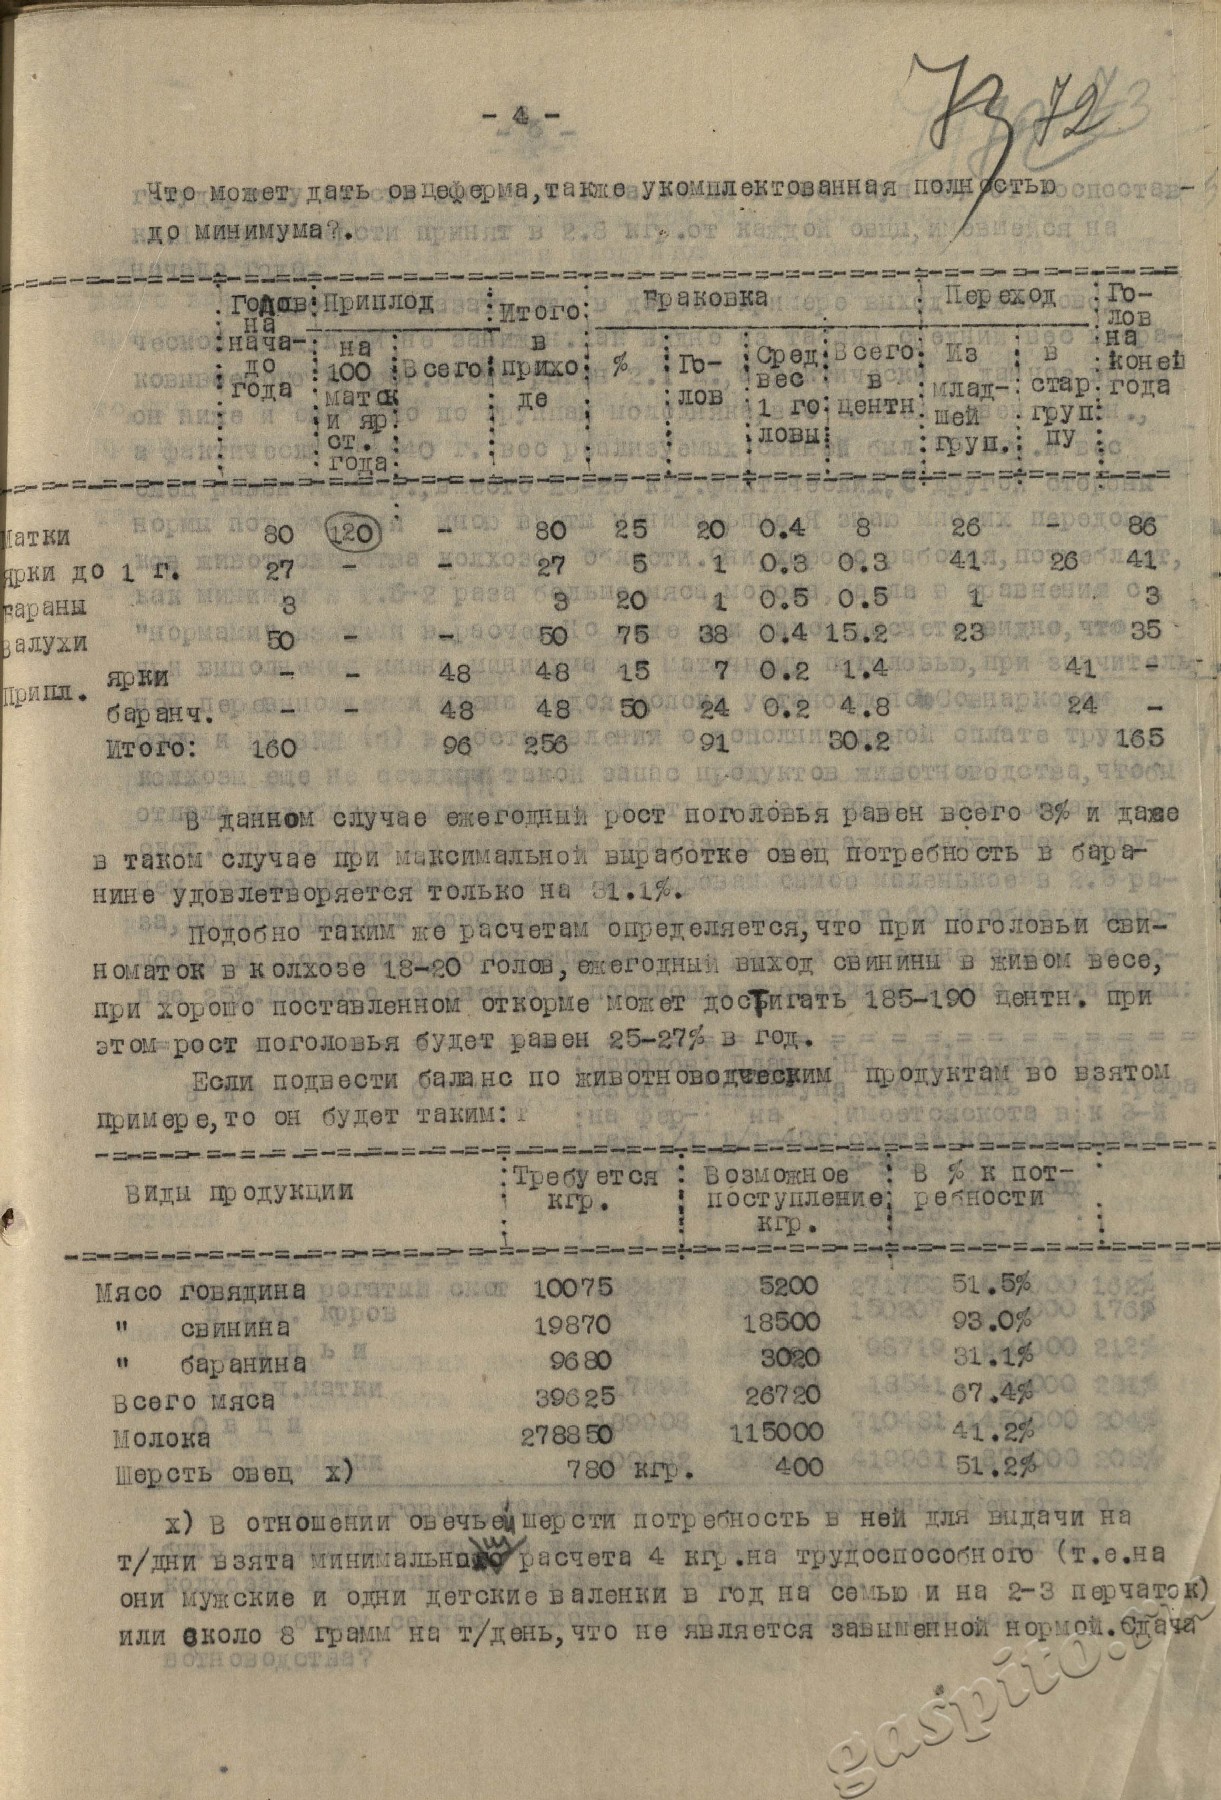 - 4 -
73 72
Что может дать овцеферма,также укомплектованная полностью
до минимума?.
Голов на начало года : Приплод : Итого в приходе : Браковка : Переход : Голов на конец года
на 100 маток и яр ст. года : Всего : % : Голов : Сред вес 1 головы : Всего в центн : Из младшей груп. : в стар группу
Матки 80 120 - 80 25 20 0.4 8 26 - 86
ярки до 1 г. 27 - - 27 5 1 0.3 0.3 41 26 41
бараны 3 3 20 1 0.5 0.5 1 3
валухи 50 - - 50 75 38 0.4 15.2 23 35
Припл. ярки - - 48 48 15 7 0.2 1.4 41 -
баранч. - - 48 48 50 24 0.2 4.8 24 -
Итого: 160 96 256 91 30.2 165
В данном случае ежегодный рост поголовья равен всего 3% и даже
в таком случае при максимальной выработке овец потребность в бара-
нине удовлетворяется только на 31.1%.
Подобно таким же расчетам определяется,что при поголовьи сви-
номаток в колхозе 18-20 голов,ежегодный выход свинины в живом весе,
при хорошо поставленном откорме может достигать 185-190 центн. при
этом рост поголовья будет равен 25-27% в год.
Если подвести баланс по животноводческим продуктам во взятом
примере,то он будет таким:
Виды продукции : Требуется кгр. : Возможное поступление кгр. : В % к пот-ребности
Мясо говядина 10075 5200 51.5%
" свинина 19870 18500 93.0%
" баранина 9680 3020 31.1%
Всего мяса 39625 26720 67.4%
Молока 278850 115000 41.2%
Шерсть овец х) 780 кгр. 400 51.2%
х) В отношении овечьей шерсти потребность в ней для выдачи на
т/дни взята минимально расчета 4 кгр.на трудоспособного (т.е.на
они мужские и одни детские валенки в год на семью и на 2-3 перчаток)
или около 8 грамм на т/день,что не является завышенной нормой.Сдача
gaspito.ru